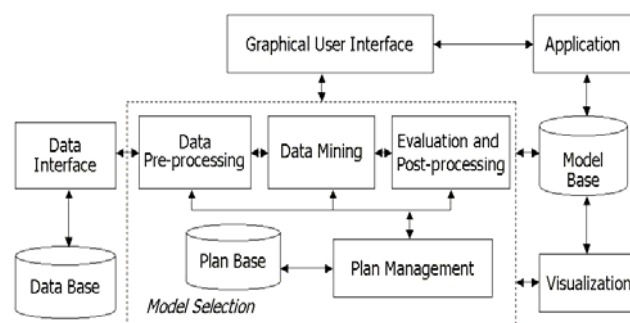 Graphical User Interface
Application
Data
Interface
Data
Pre-processing
Data Mining
Evaluation and
Post-processing
Model
Base
Data Base
Plan Base
Plan Management
Visualization
Model Selection